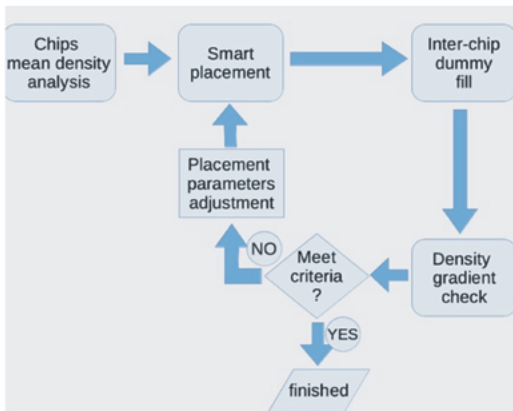 Chips
mean density
analysis
Smart
placement
Inter-chip
dummy
fill
Placement
parameters
adjustment
NO
Meet
criteria
?
Density
gradient
check
YES
finished